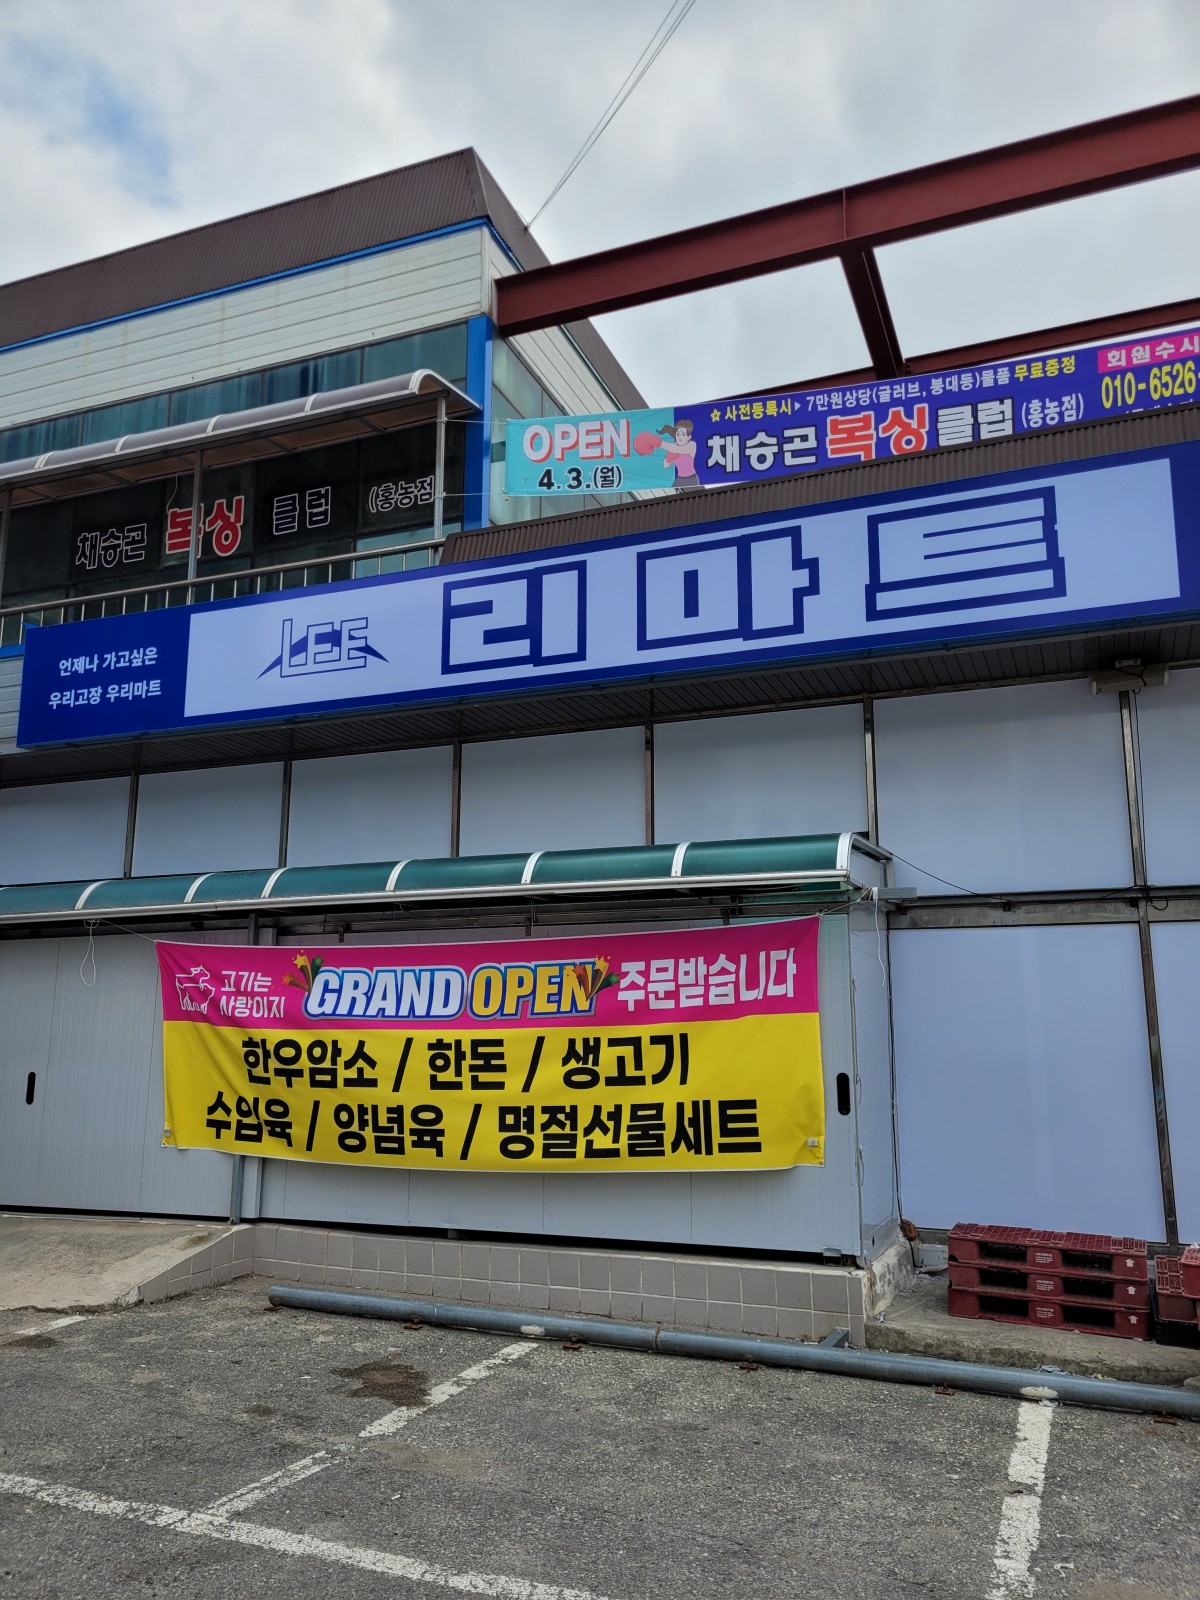 ☆사전등록시▶ 7만원상당(글러브, 붕대등)물품 무료증정
회원수시
OPEN
4. 3.(월)
채승곤 복싱 클럽 (홍농점)
010-6526-
채승곤 복싱 클럽 (홍농점
언제나 가고싶은
우리고장 우리마트
LEE 리마트
고기는
사랑이지
GRAND OPEN 주문받습니다
한우암소 / 한돈 / 생고기
수입육 / 양념육 / 명절선물세트